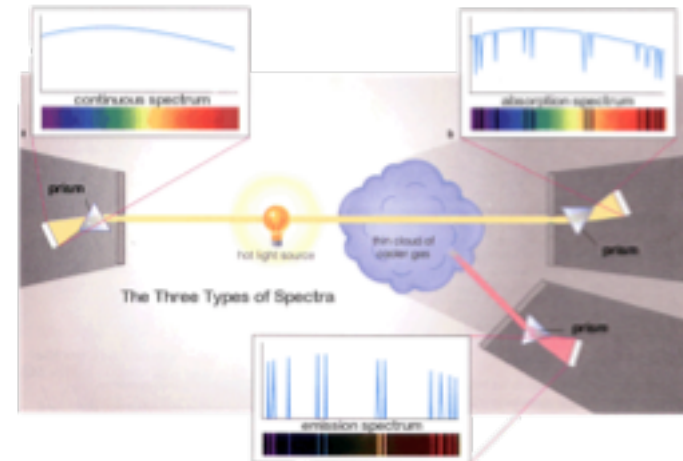 continuous spectrum
absorption spectrum
a
b
prism
hot light source
thin cloud of
cooler gas
prism
The Three Types of Spectra
prism
emission spectrum